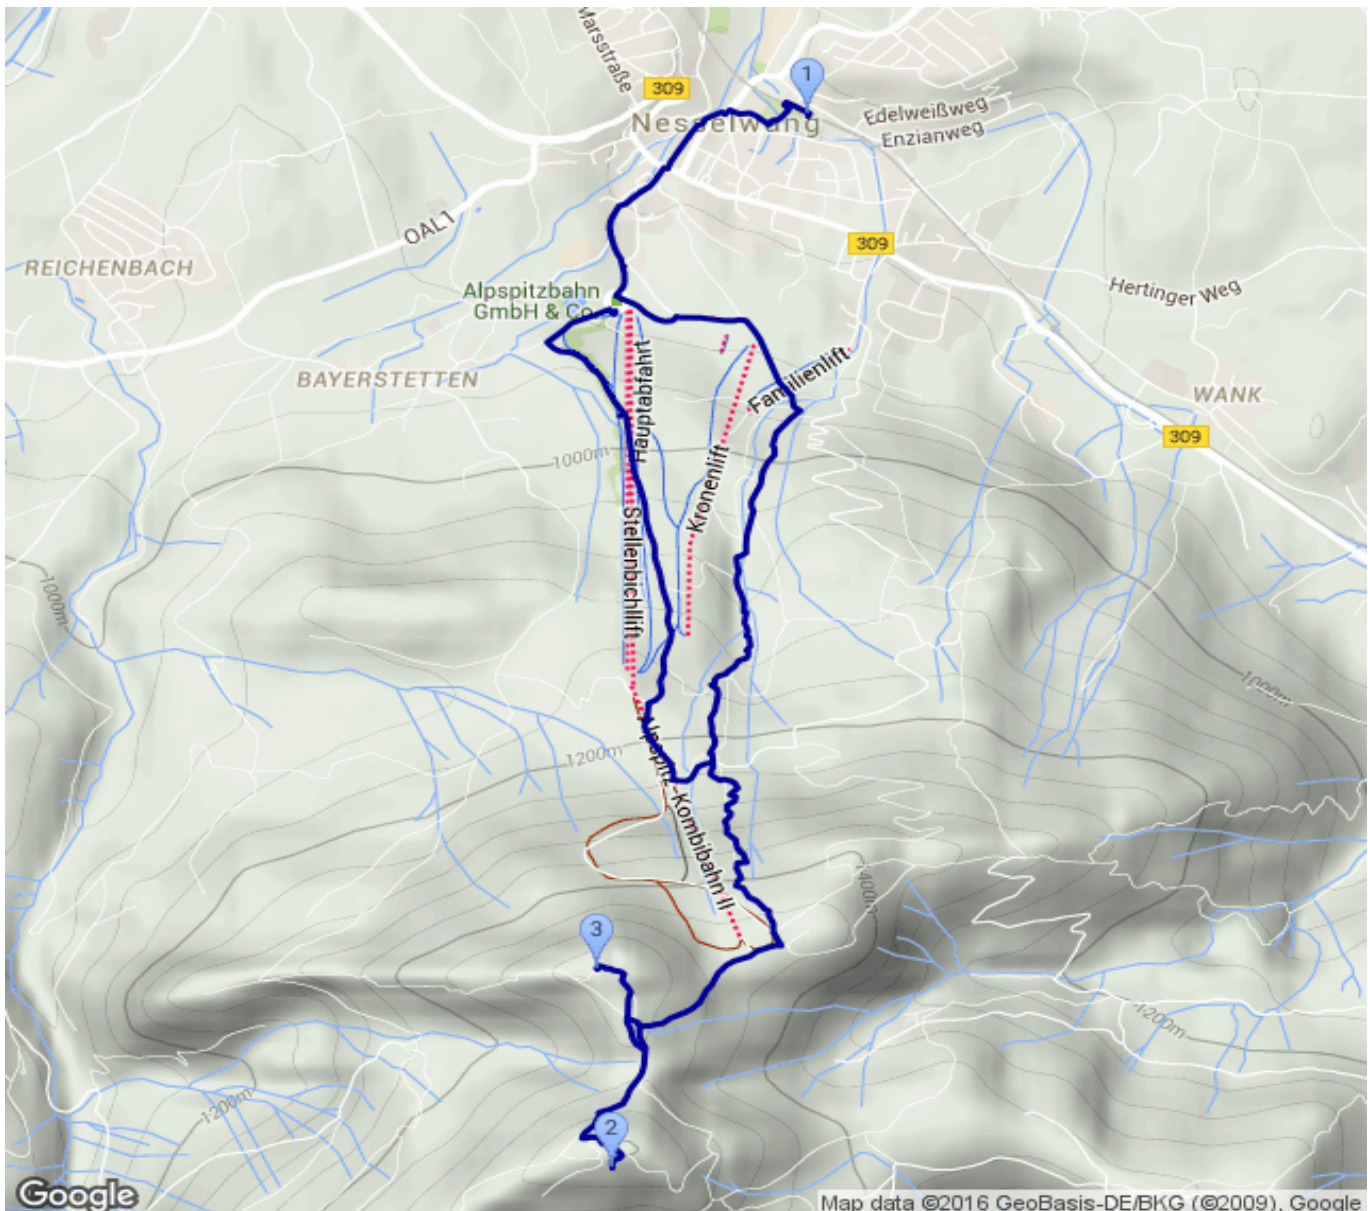 Marsstraße
1
309
Nesselwang
Edelweißweg
Enzianweg
OAL1
309
REICHENBACH
Hertinger Weg
Alpspitzbahn
GmbH & Co
Hauptabfahrt
Familienlift
BAYERSTETTEN
WANK
309
1000m
Kronenlift
Stellenbichllift
1000m
1000m
1200m
Alpspitz-Kombibahn II
1400m
3
1200m
1200m
2
Google
Map data ©2016 GeoBasis-DE/BKG (©2009), Google